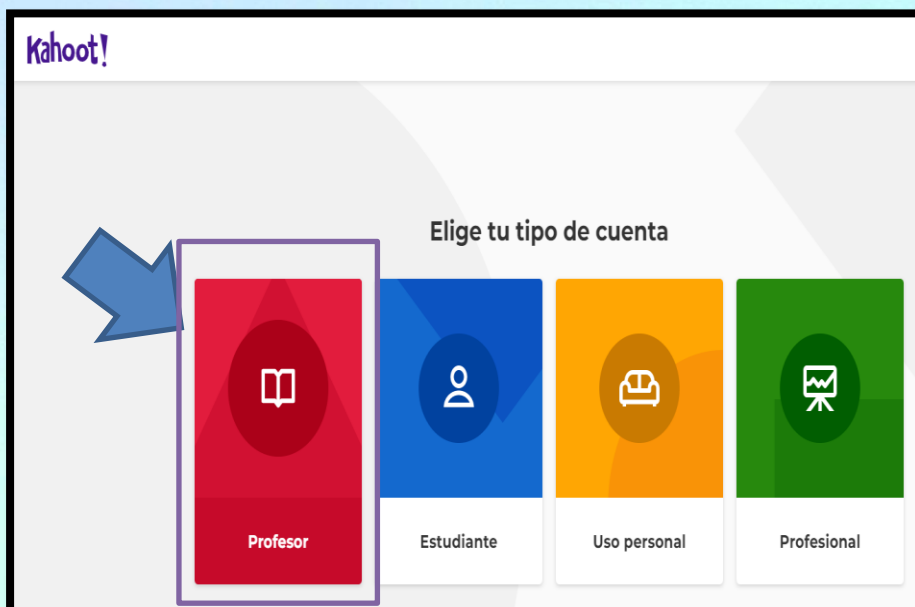 Kahoot!
Elige tu tipo de cuenta
Profesor
Estudiante
Uso personal
Profesional